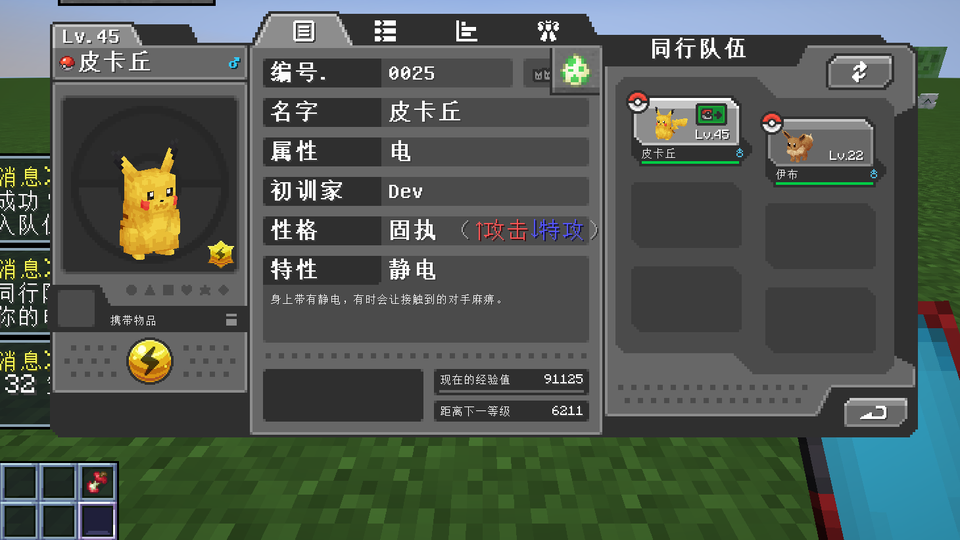 Lv.45
皮卡丘
消息
成功
入队
消息
同行队
你的
消息
32
携带物品
编号. 0025
名字 皮卡丘
属性 电
初训家 Dev
性格 固执 (↑攻击↓特攻)
特性 静电
身上带有静电,有时会让接触到的对手麻痹。
现在的经验值 91125
距离下一等级 6211
同行队伍
Lv.45
皮卡丘
Lv.22
伊布